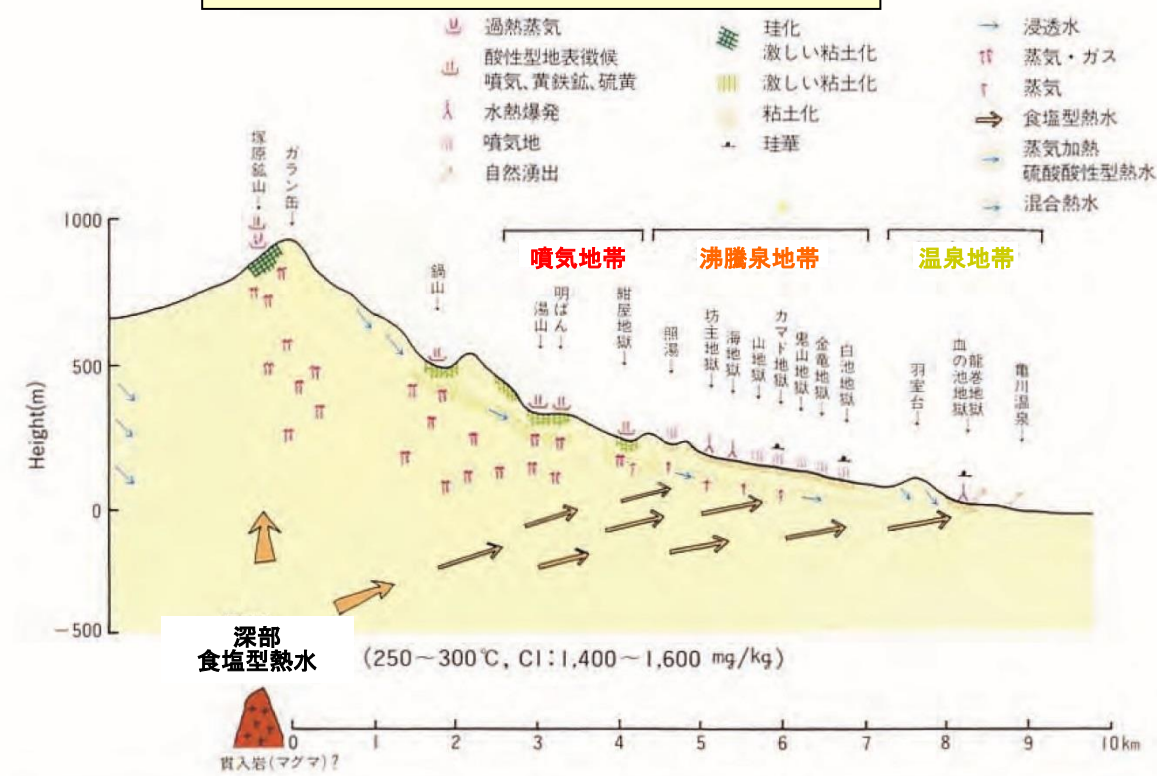 過熱蒸気
酸性型地表徴候
噴気、黄鉄鉱、硫黄
水熱爆発
噴気地
自然湧出
珪化
激しい粘土化
激しい粘土化
粘土化
珪華
浸透水
蒸気・ガス
蒸気
食塩型熱水
蒸気加熱
硫酸酸性型熱水
混合熱水
噴気地帯
沸騰泉地帯
温泉地帯
塚原鉱山
ガラン缶
鍋山
湯山
明ばん
紺屋地獄
照湯
坊主地獄
海地獄
山地獄
カマド地獄
鬼山地獄
金竜地獄
白池地獄
羽室台
血の池地獄
龍巻地獄
亀川温泉
Height(m)
1000
500
0
-500
深部
食塩型熱水
(250～300℃, Cl:1,400～1,600 mg/kg)
0 1 2 3 4 5 6 7 8 9 10km
貫入岩(マグマ)?